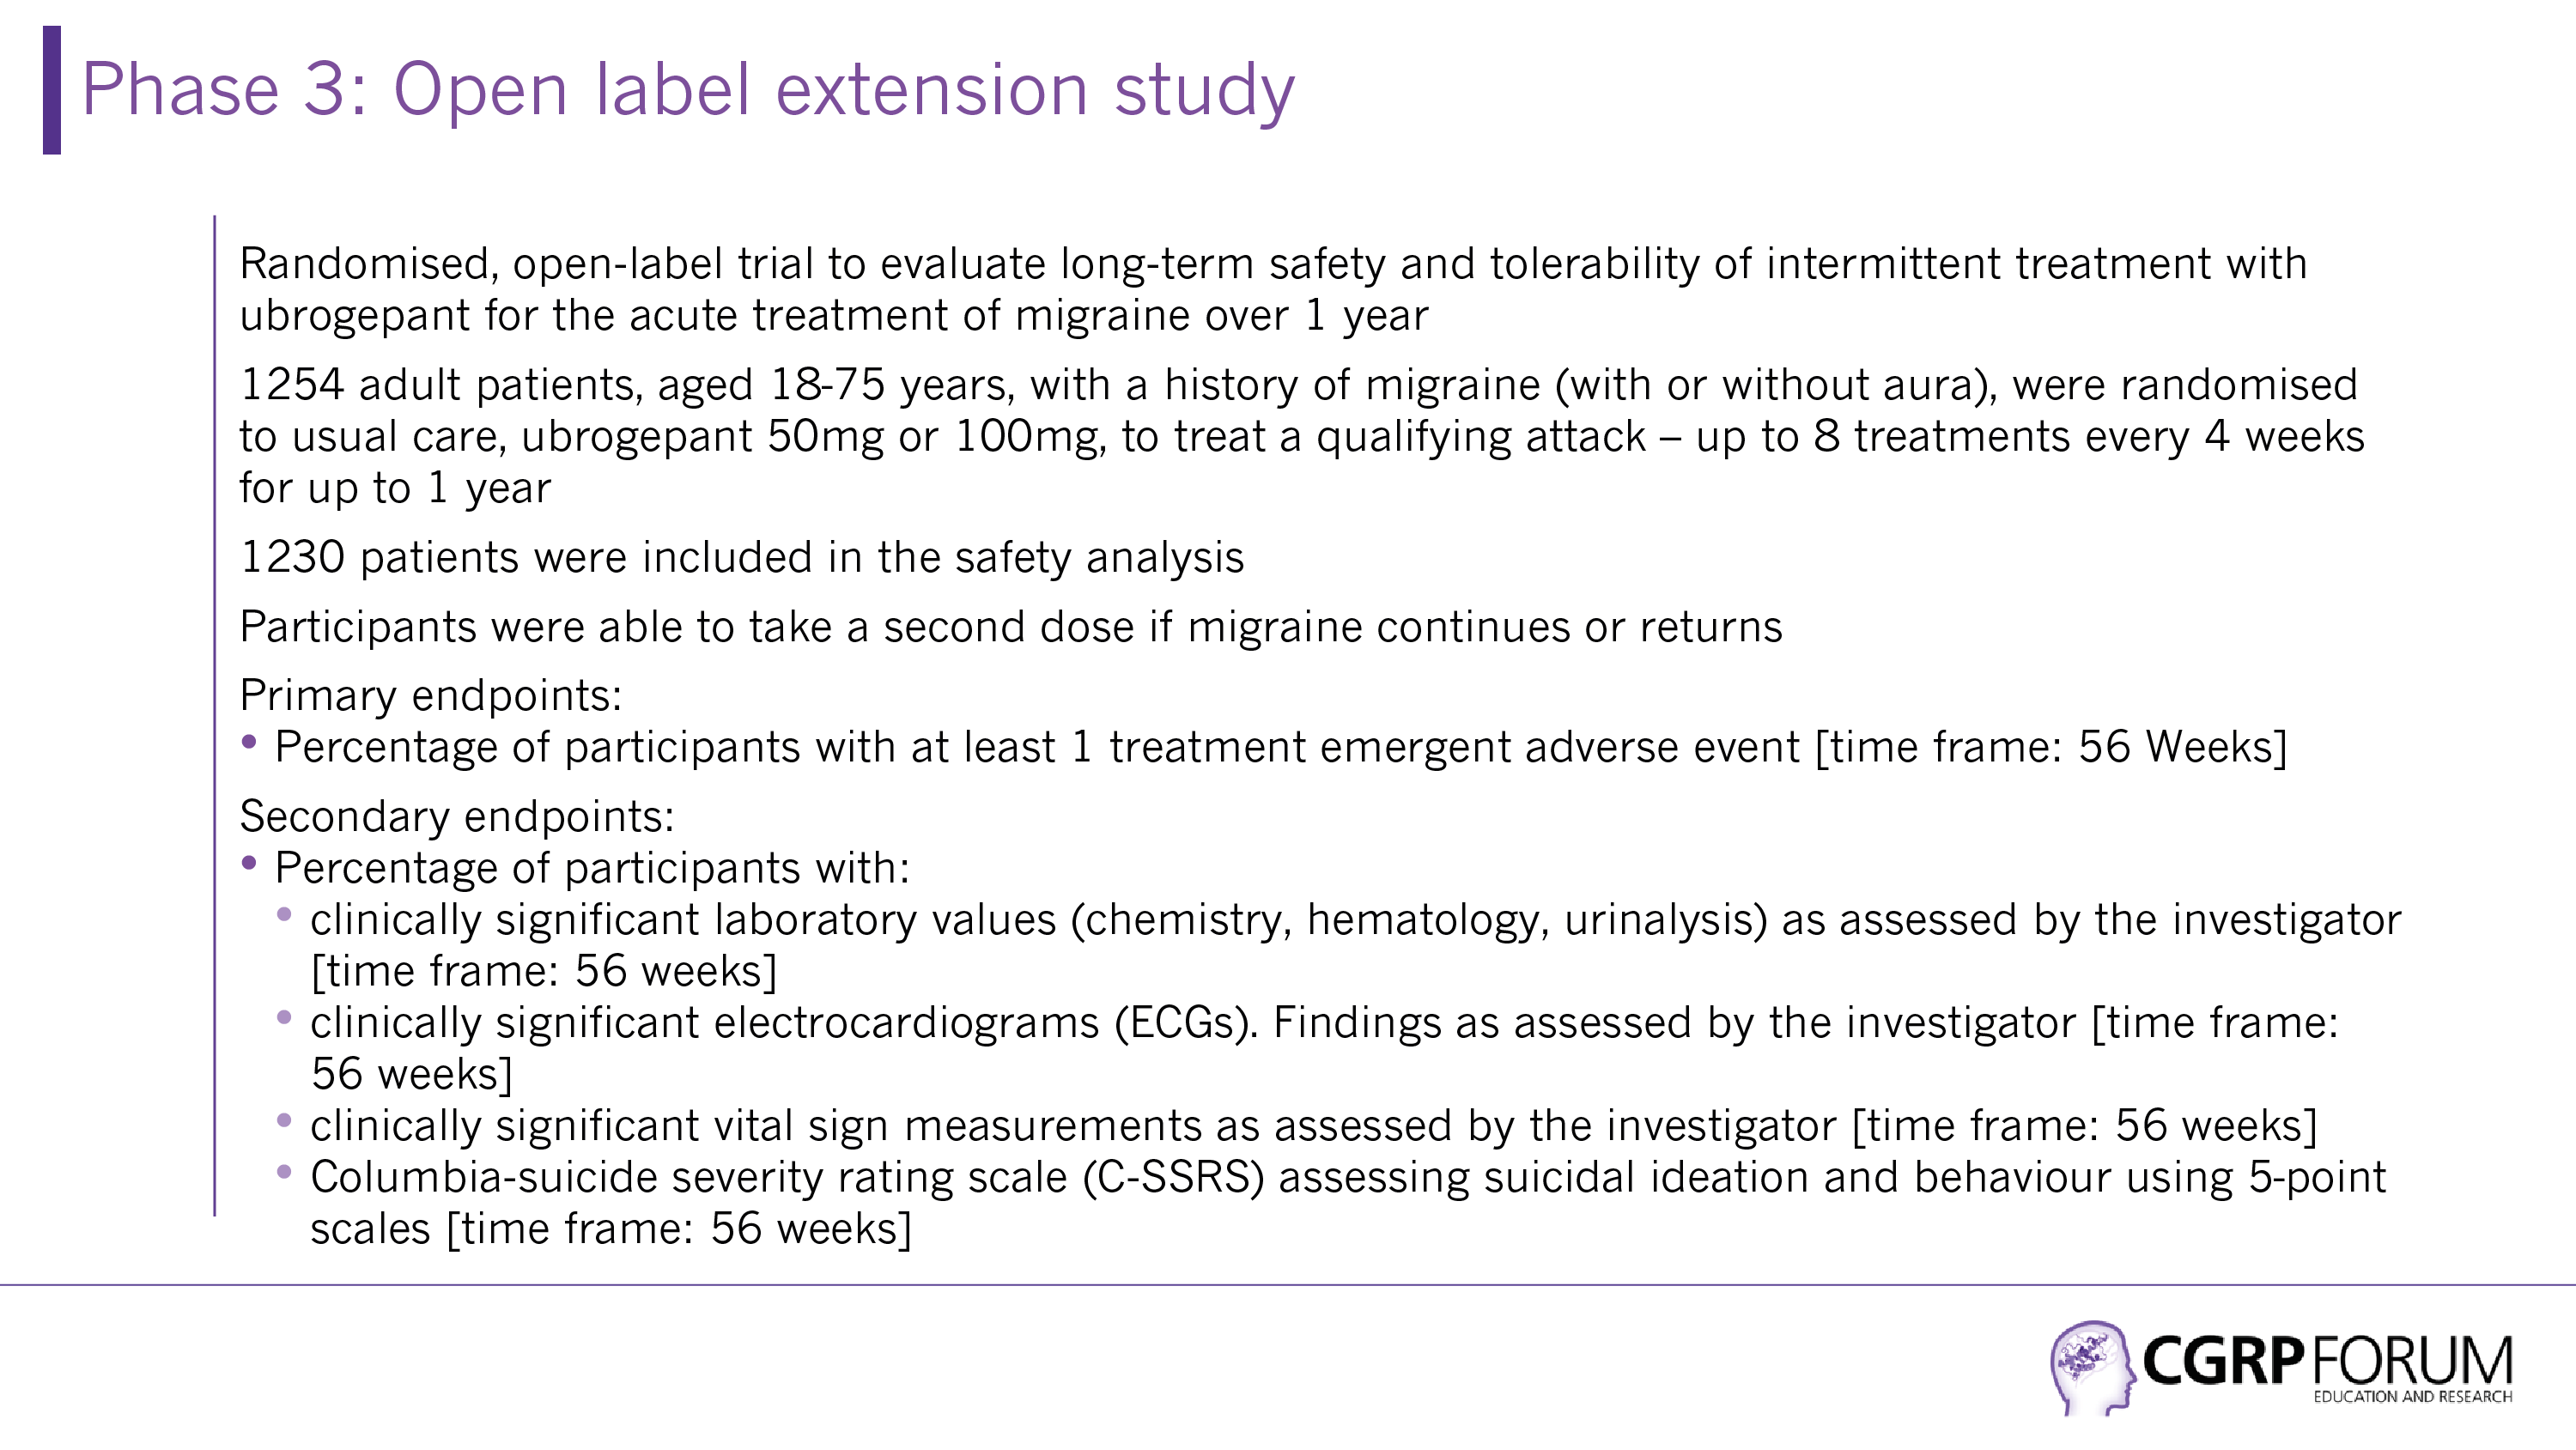 Phase 3: Open label extension study
Randomised, open-label trial to evaluate long-term safety and tolerability of intermittent treatment with
ubrogepant for the acute treatment of migraine over 1 year
1254 adult patients, aged 18-75 years, with a history of migraine (with or without aura), were randomised
to usual care, ubrogepant 50mg or 100mg, to treat a qualifying attack – up to 8 treatments every 4 weeks
for up to 1 year
1230 patients were included in the safety analysis
Participants were able to take a second dose if migraine continues or returns
Primary endpoints:
• Percentage of participants with at least 1 treatment emergent adverse event [time frame: 56 Weeks]
Secondary endpoints:
• Percentage of participants with:
• clinically significant laboratory values (chemistry, hematology, urinalysis) as assessed by the investigator
[time frame: 56 weeks]
• clinically significant electrocardiograms (ECGs). Findings as assessed by the investigator [time frame:
56 weeks]
• clinically significant vital sign measurements as assessed by the investigator [time frame: 56 weeks]
• Columbia-suicide severity rating scale (C-SSRS) assessing suicidal ideation and behaviour using 5-point
scales [time frame: 56 weeks]
CGRP FORUM
EDUCATION AND RESEARCH